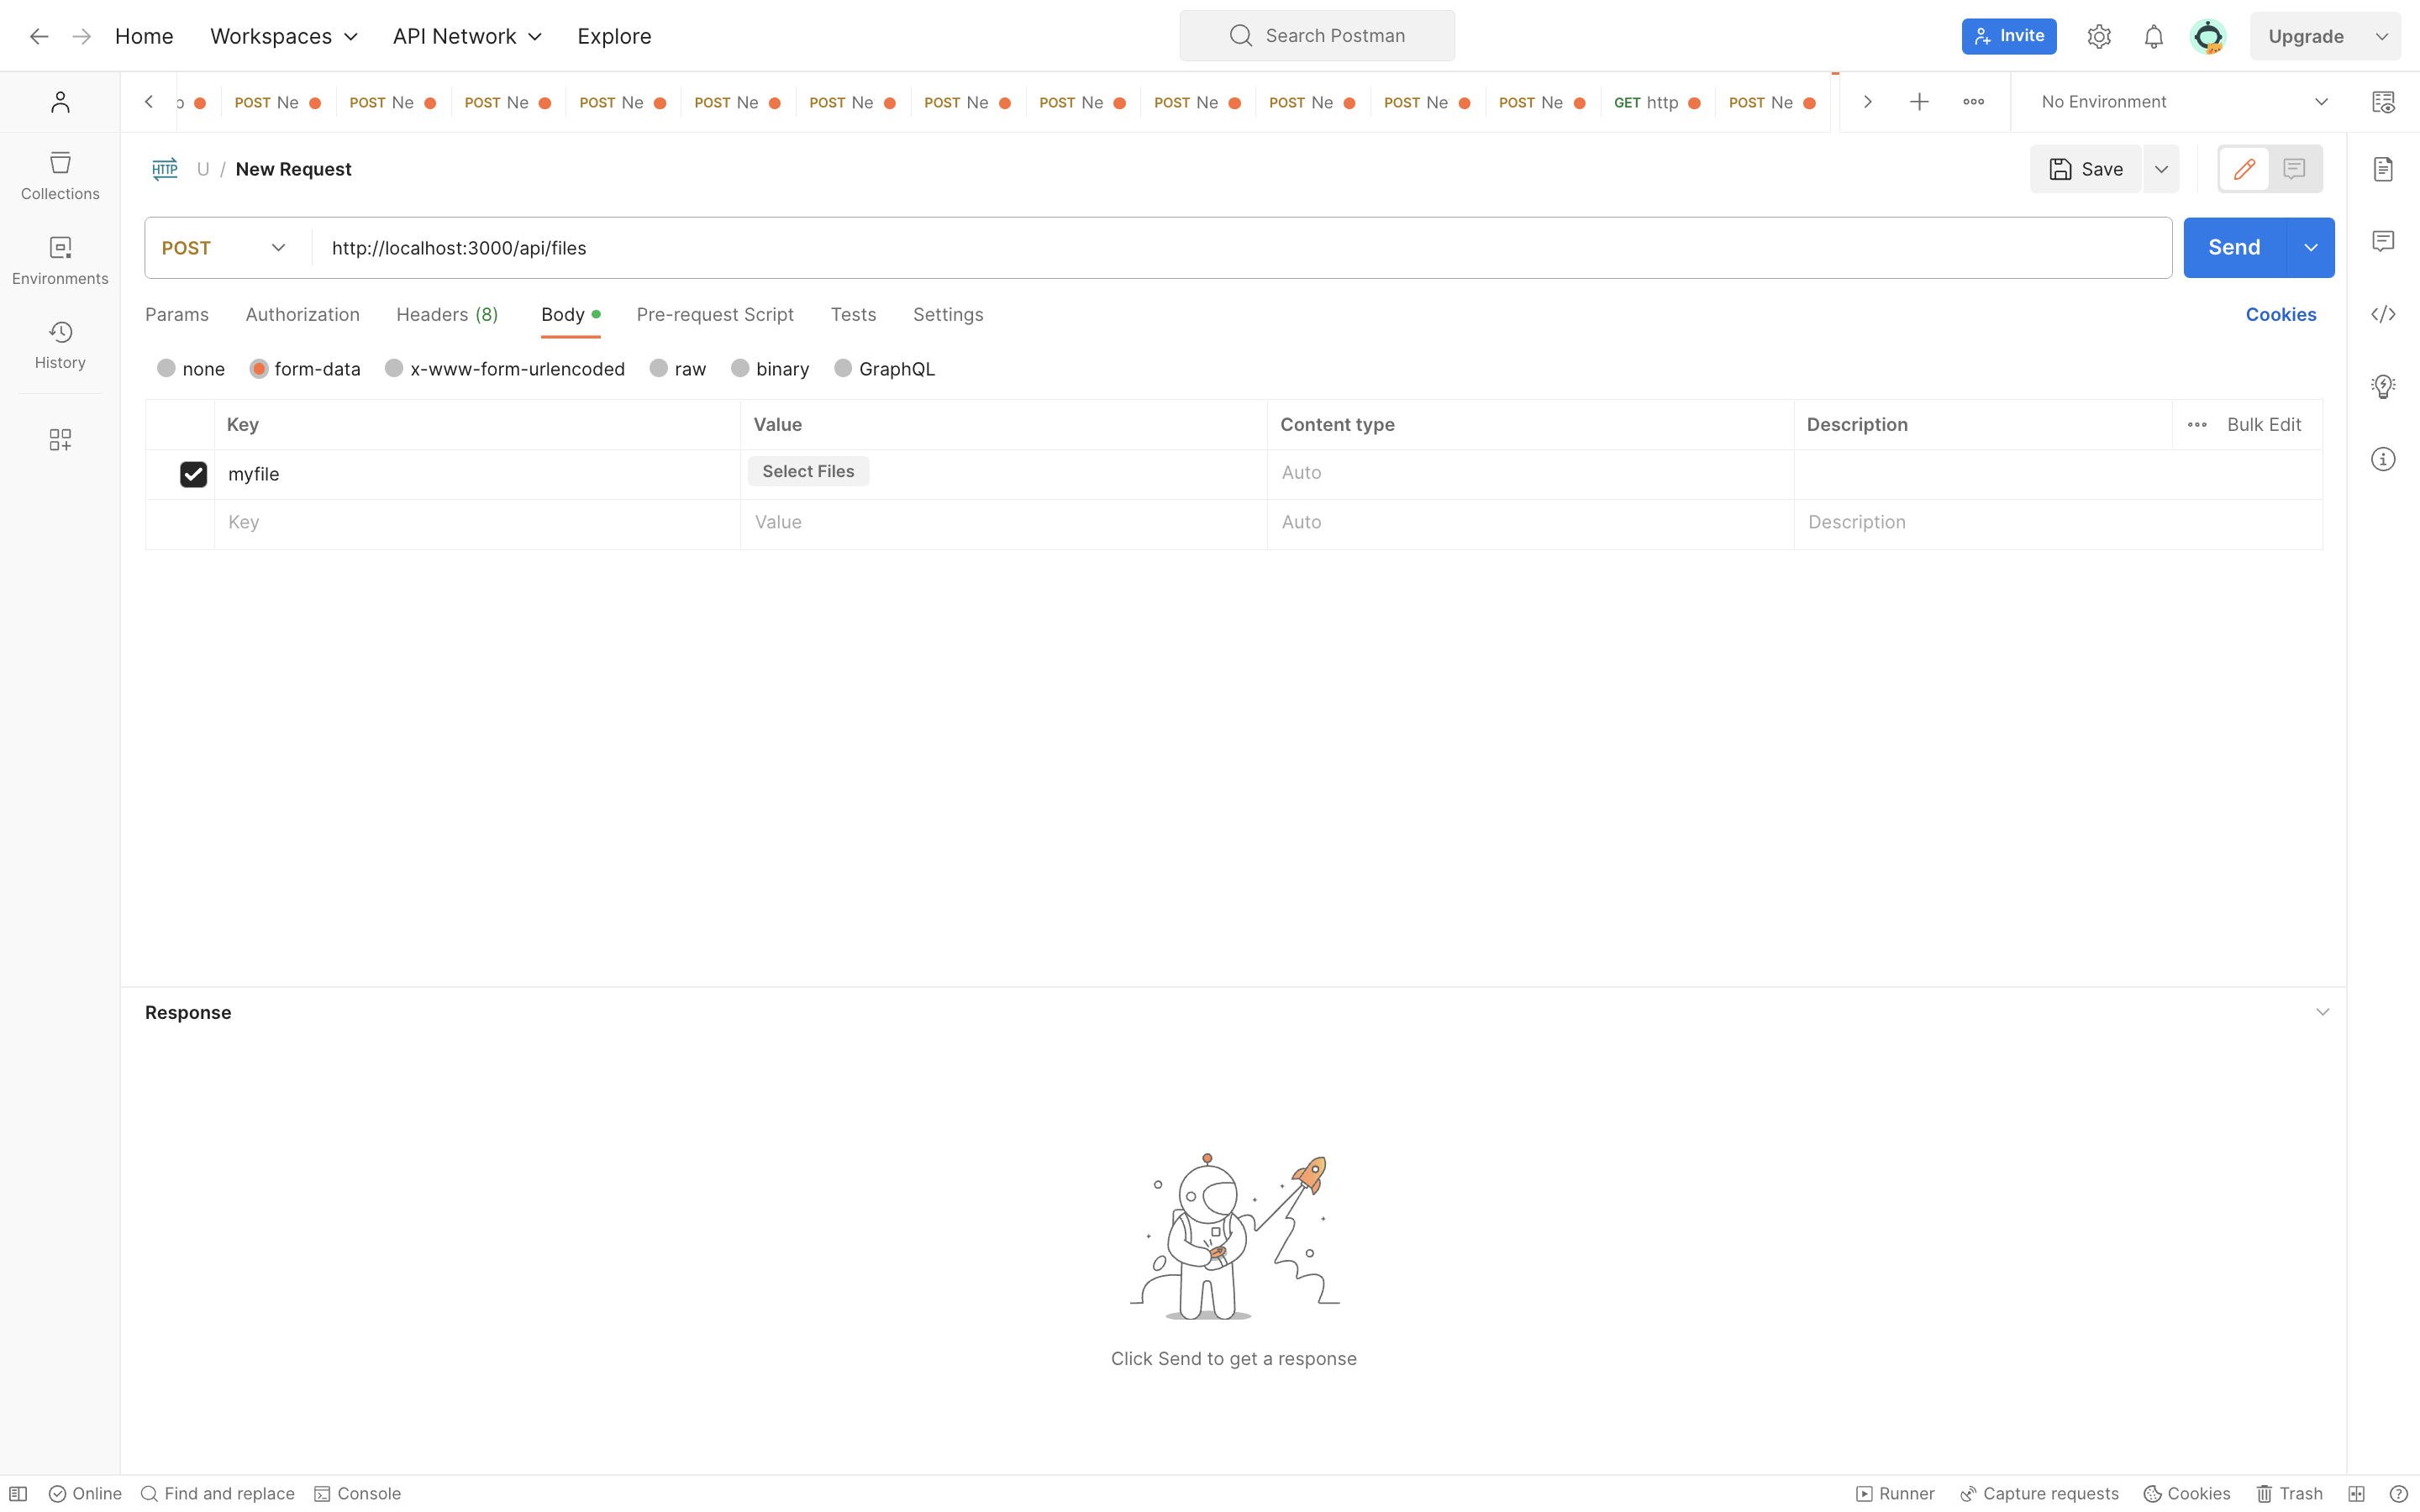 Home Workspaces API Network Explore Search Postman Invite Upgrade
POST Ne POST Ne POST Ne POST Ne POST Ne POST Ne POST Ne POST Ne POST Ne POST Ne POST Ne POST Ne GET http POST Ne No Environment
HTTP U / New Request Save
Collections
POST http://localhost:3000/api/files Send
Environments
Params Authorization Headers (8) Body Pre-request Script Tests Settings Cookies
History
none form-data x-www-form-urlencoded raw binary GraphQL
Key Value Content type Description Bulk Edit
myfile Select Files Auto
Key Value Auto Description
Response
Click Send to get a response
Online Find and replace Console Runner Capture requests Cookies Trash